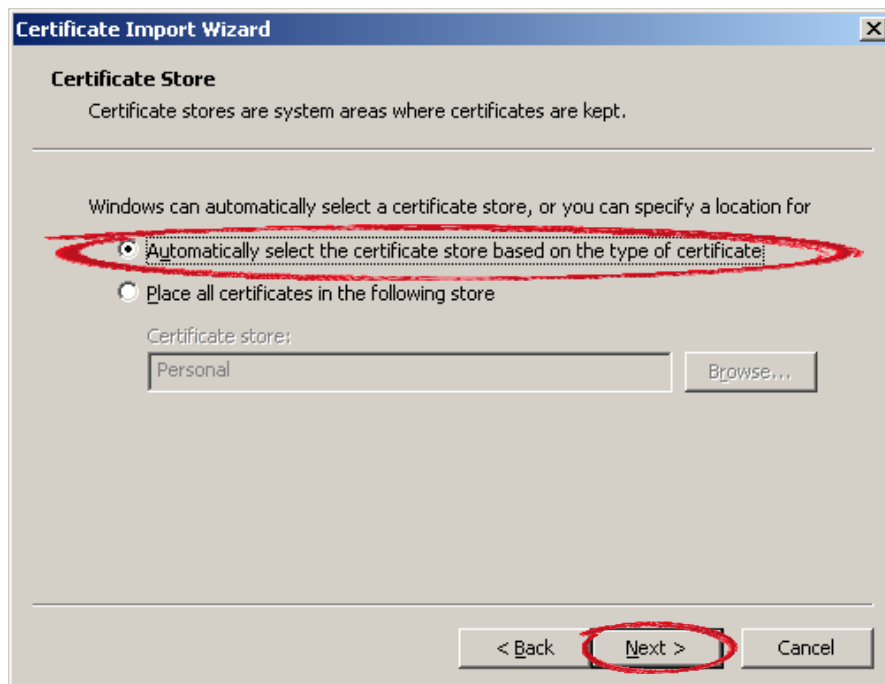 Certificate Import Wizard
Certificate Store
Certificate stores are system areas where certificates are kept.
Windows can automatically select a certificate store, or you can specify a location for
Automatically select the certificate store based on the type of certificate
Place all certificates in the following store
Certificate store:
Personal
Browse...
< Back
Next >
Cancel